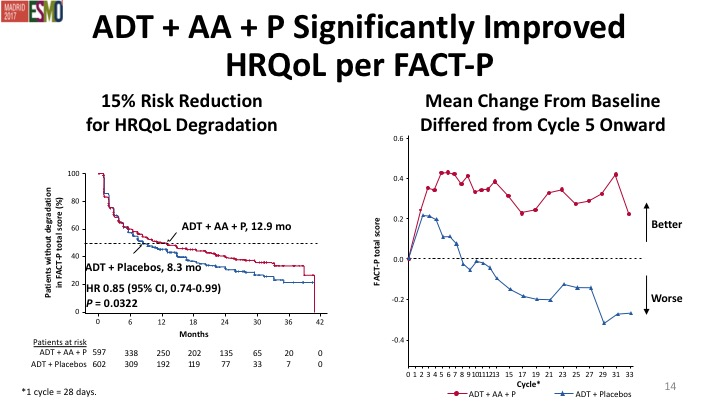 MADRID
2017
ESMO
ADT + AA + P Significantly Improved
HRQoL per FACT-P
15% Risk Reduction
for HRQoL Degradation
Patients without degradation
in FACT-P total score (%)
100
80
60
40
20
0
ADT + AA + P, 12.9 mo
ADT + Placebos, 8.3 mo
HR 0.85 (95% CI, 0.74-0.99)
P = 0.0322
0 6 12 18 24 30 36 42
Months
Patients at risk
ADT + AA + P 597 338 250 202 135 65 20 0
ADT + Placebos 602 309 192 119 77 33 7 0
*1 cycle = 28 days.
Mean Change From Baseline
Differed from Cycle 5 Onward
FACT-P total score
0.6
0.4
0.2
0.0
-0.2
-0.4
Better
Worse
0 1 2 3 4 5 6 7 8 9 10 11 12 13 15 17 19 21 23 25 27 29 31 33
Cycle*
ADT + AA + P ADT + Placebos
14